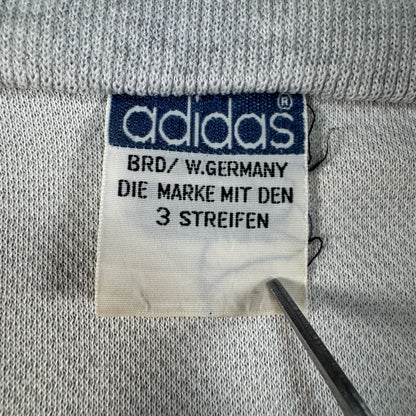 adidas®
BRD/ W.GERMANY
DIE MARKE MIT DEN
3 STREIFEN